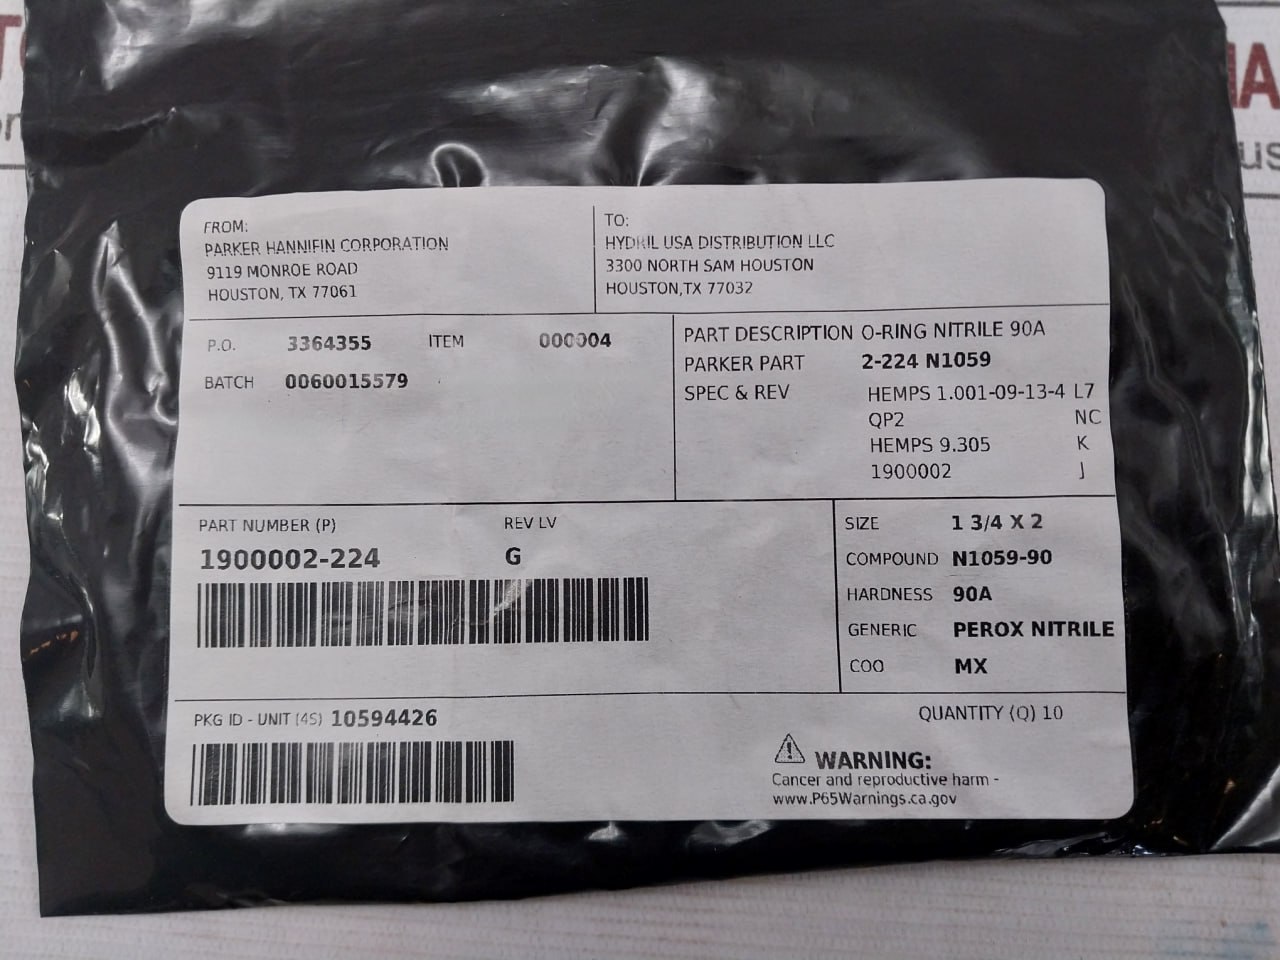 FROM:
PARKER HANNIFIN CORPORATION
9119 MONROE ROAD
HOUSTON, TX 77061
TO:
HYDRIL USA DISTRIBUTION LLC
3300 NORTH SAM HOUSTON
HOUSTON,TX 77032
P.O. 3364355 ITEM 000004
BATCH 0060015579
PART DESCRIPTION O-RING NITRILE 90A
PARKER PART 2-224 N1059
SPEC & REV HEMPS 1.001-09-13-4 L7
QP2 NC
HEMPS 9.305 K
1900002 J
PART NUMBER (P) REV LV
1900002-224 G
SIZE 1 3/4 X 2
COMPOUND N1059-90
HARDNESS 90A
GENERIC PEROX NITRILE
COO MX
PKG ID - UNIT (4S) 10594426
QUANTITY (Q) 10
WARNING:
Cancer and reproductive harm -
www.P65Warnings.ca.gov